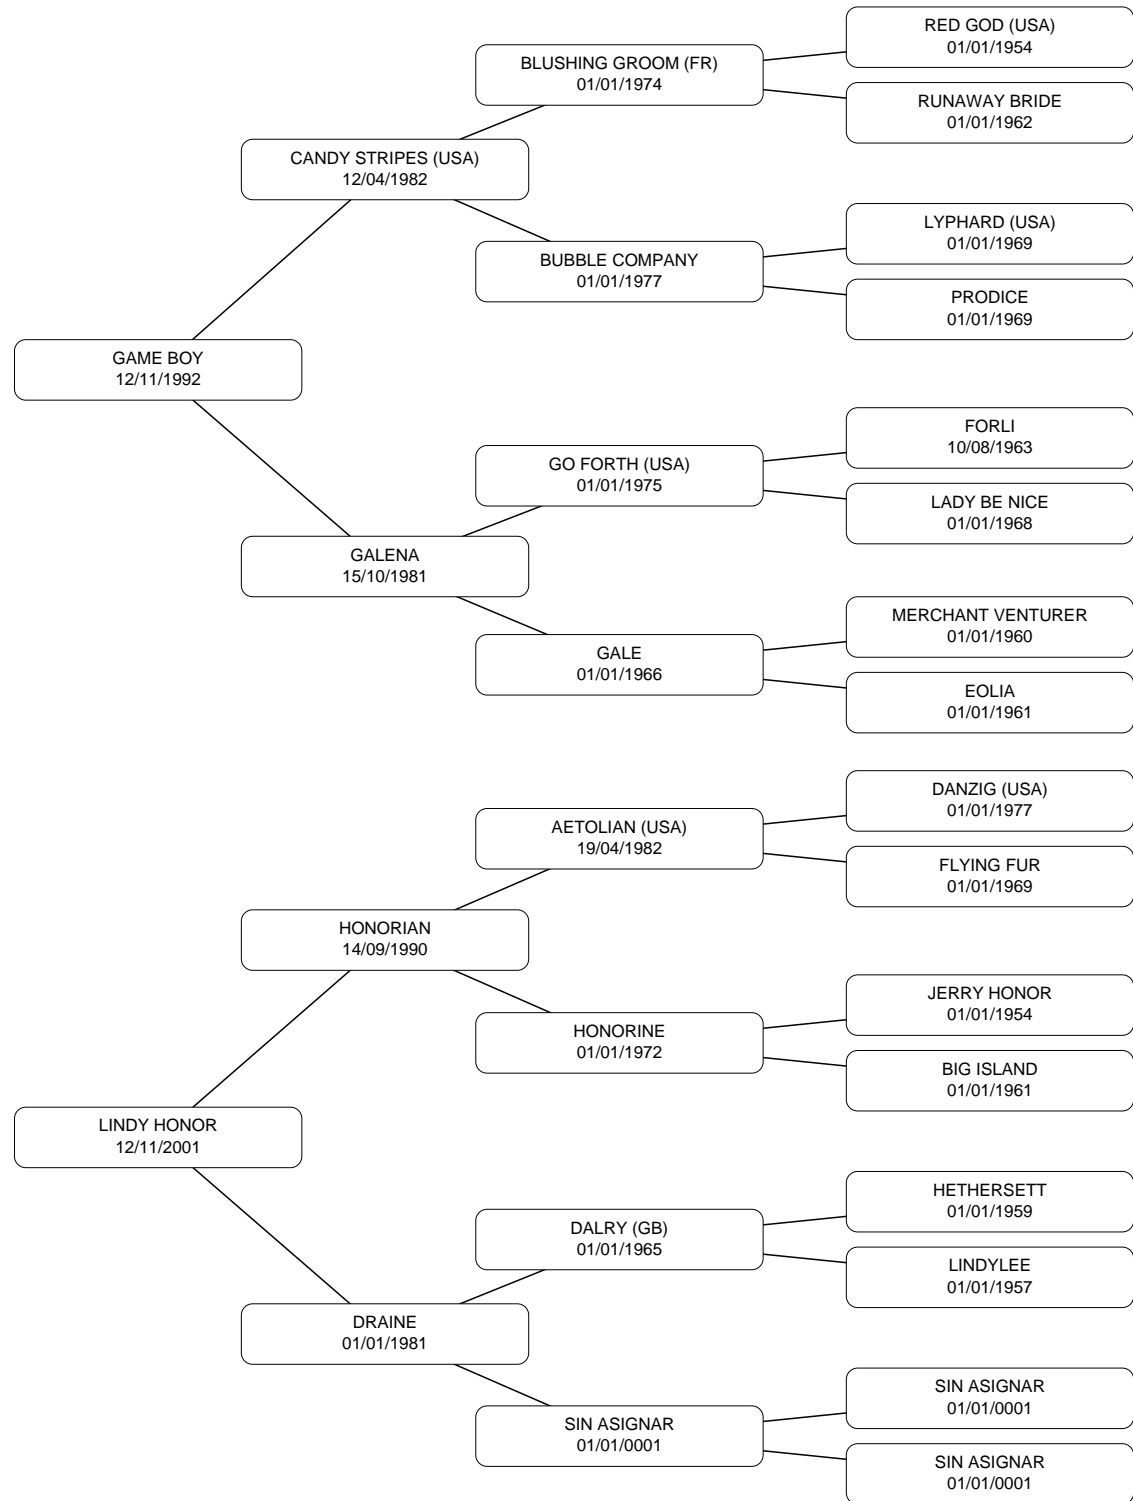 RED GOD (USA)
01/01/1954
BLUSHING GROOM (FR)
01/01/1974
RUNAWAY BRIDE
01/01/1962
CANDY STRIPES (USA)
12/04/1982
LYPHARD (USA)
01/01/1969
BUBBLE COMPANY
01/01/1977
PRODICE
01/01/1969
GAME BOY
12/11/1992
FORLI
10/08/1963
GO FORTH (USA)
01/01/1975
LADY BE NICE
01/01/1968
GALENA
15/10/1981
MERCHANT VENTURER
01/01/1960
GALE
01/01/1966
EOLIA
01/01/1961
DANZIG (USA)
01/01/1977
AETOLIAN (USA)
19/04/1982
FLYING FUR
01/01/1969
HONORIAN
14/09/1990
JERRY HONOR
01/01/1954
HONORINE
01/01/1972
BIG ISLAND
01/01/1961
LINDY HONOR
12/11/2001
HETHERSETT
01/01/1959
DALRY (GB)
01/01/1965
LINDYLEE
01/01/1957
DRAINE
01/01/1981
SIN ASIGNAR
01/01/0001
SIN ASIGNAR
01/01/0001
SIN ASIGNAR
01/01/0001